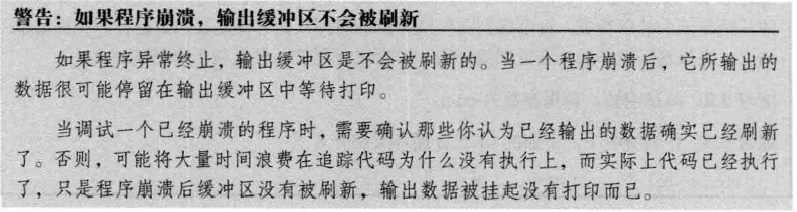 警告：如果程序崩溃，输出缓冲区不会被刷新
如果程序异常终止，输出缓冲区是不会被刷新的。当一个程序崩溃后，它所输出的
数据很可能停留在输出缓冲区中等待打印。
当调试一个已经崩溃的程序时，需要确认那些你认为已经输出的数据确实已经刷新
了。否则，可能将大量时间浪费在追踪代码为什么没有执行上，而实际上代码已经执行
了，只是程序崩溃后缓冲区没有被刷新，输出数据被挂起没有打印而已。